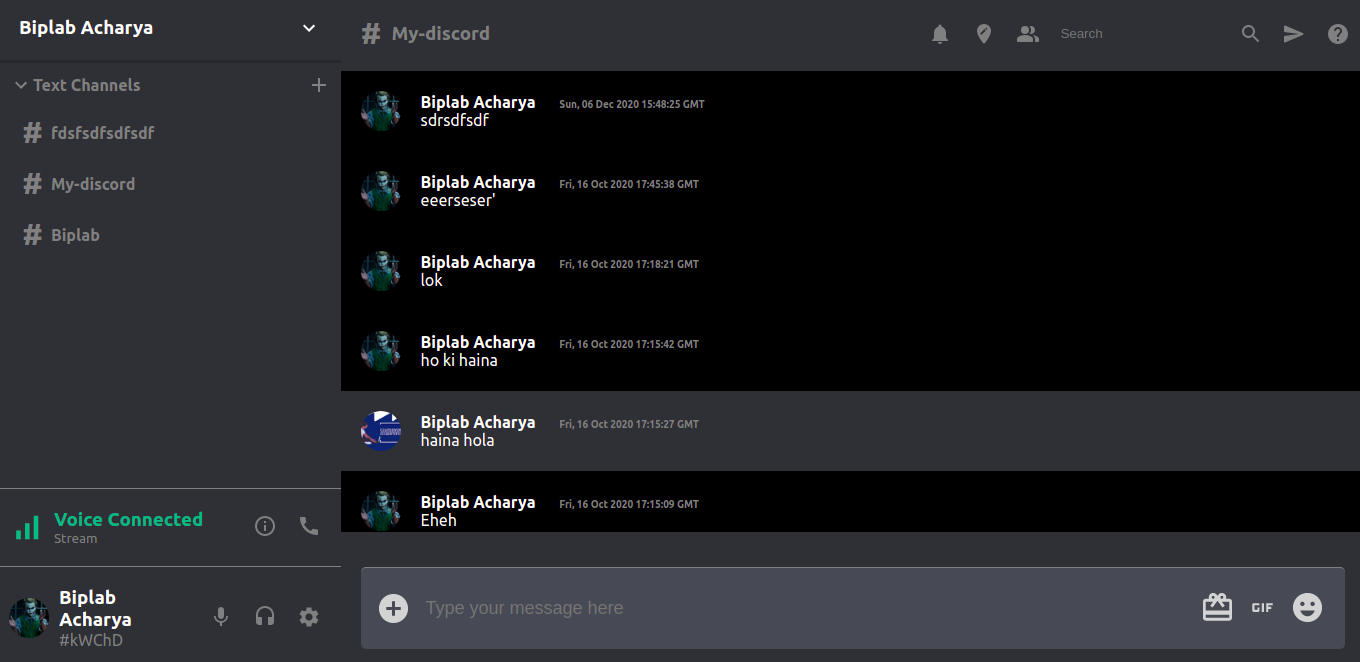 Biplab Acharya
Text Channels
fdsfsdfsdfsdf
My-discord
Biplab
Voice Connected
Stream
Biplab
Acharya
#kWChD
My-discord
Search
Biplab Acharya Sun, 06 Dec 2020 15:48:25 GMT
sdrsdfsdf
Biplab Acharya Fri, 16 Oct 2020 17:45:38 GMT
eeerseser'
Biplab Acharya Fri, 16 Oct 2020 17:18:21 GMT
lok
Biplab Acharya Fri, 16 Oct 2020 17:15:42 GMT
ho ki haina
Biplab Acharya Fri, 16 Oct 2020 17:15:27 GMT
haina hola
Biplab Acharya Fri, 16 Oct 2020 17:15:09 GMT
Eheh
Type your message here GIF